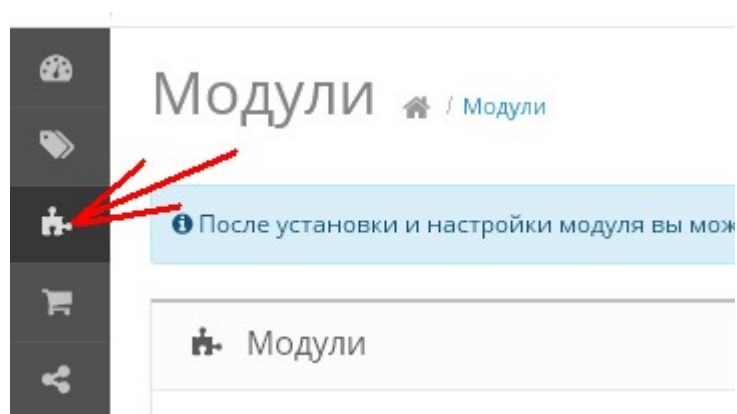 Модули / Модули
После установки и настройки модуля вы мож
Модули